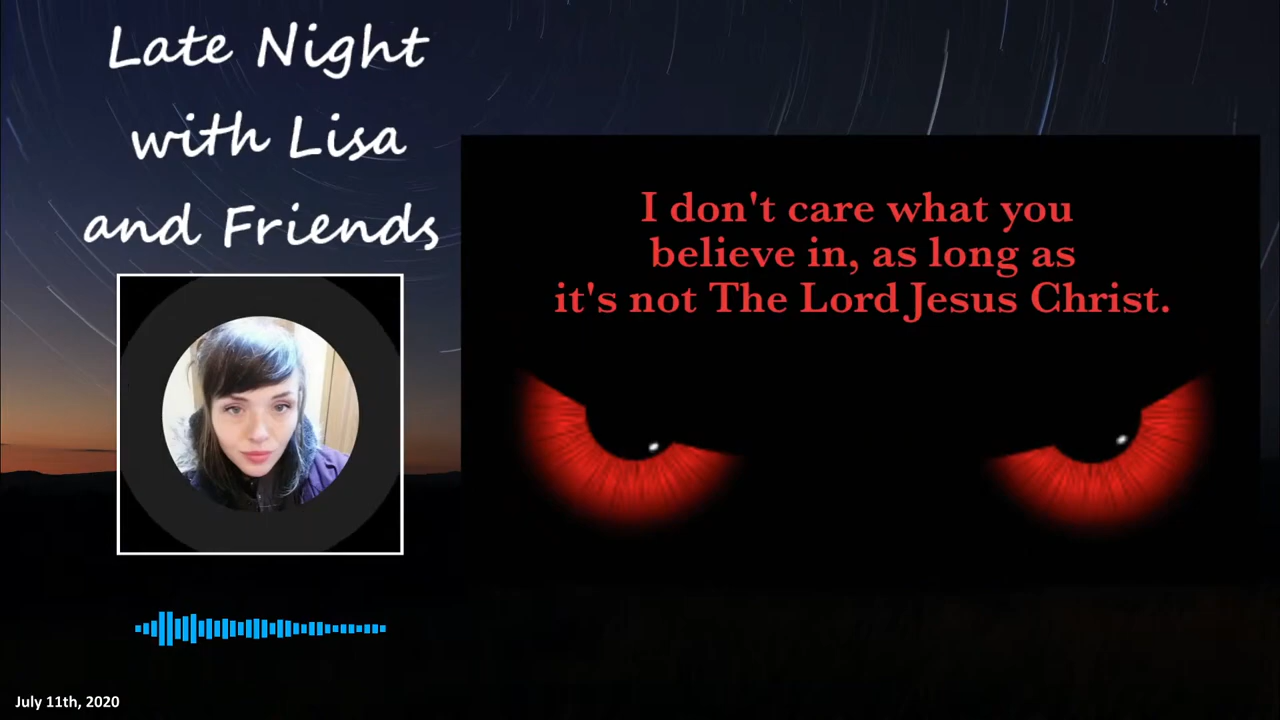 Late Night
with Lisa
and Friends
I don't care what you
believe in, as long as
it's not The Lord Jesus Christ.
July 11th, 2020